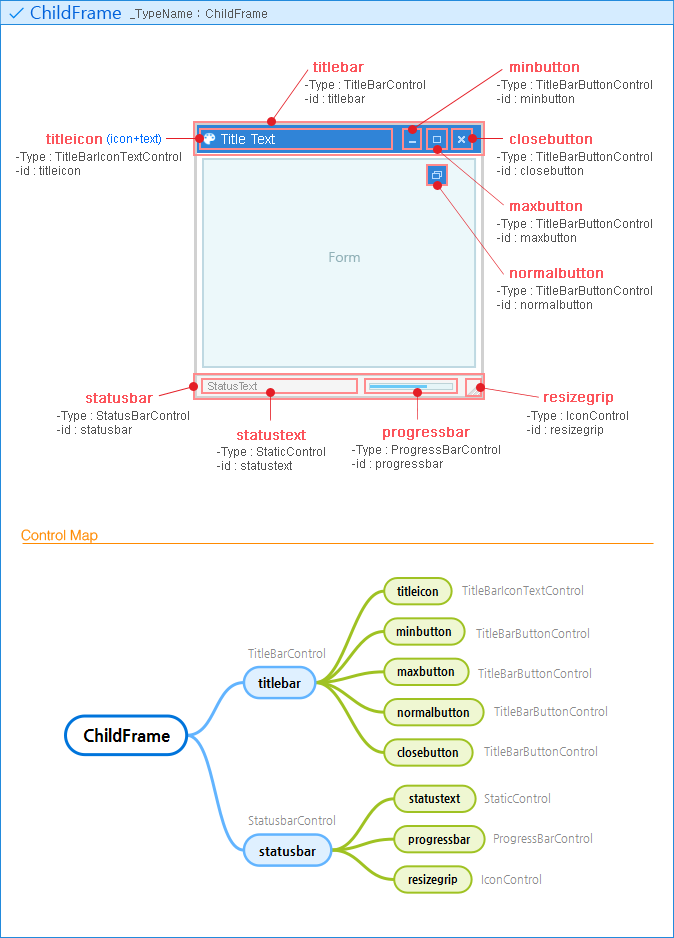 ChildFrame _TypeName : ChildFrame
titlebar
-Type : TitleBarControl
-id : titlebar
minbutton
-Type : TitleBarButtonControl
-id : minbutton
titleicon (icon+text)
-Type : TitleBarIconTextControl
-id : titleicon
Title Text
closebutton
-Type : TitleBarButtonControl
-id : closebutton
maxbutton
-Type : TitleBarButtonControl
-id : maxbutton
Form
normalbutton
-Type : TitleBarButtonControl
-id : normalbutton
StatusText
statusbar
-Type : StatusBarControl
-id : statusbar
statustext
-Type : StaticControl
-id : statustext
progressbar
-Type : ProgressBarControl
-id : progressbar
resizegrip
-Type : IconControl
-id : resizegrip
Control Map
ChildFrame
TitleBarControl
titlebar
titleicon TitleBarIconTextControl
minbutton TitleBarButtonControl
maxbutton TitleBarButtonControl
normalbutton TitleBarButtonControl
closebutton TitleBarButtonControl
StatusbarControl
statusbar
statustext StaticControl
progressbar ProgressBarControl
resizegrip IconControl